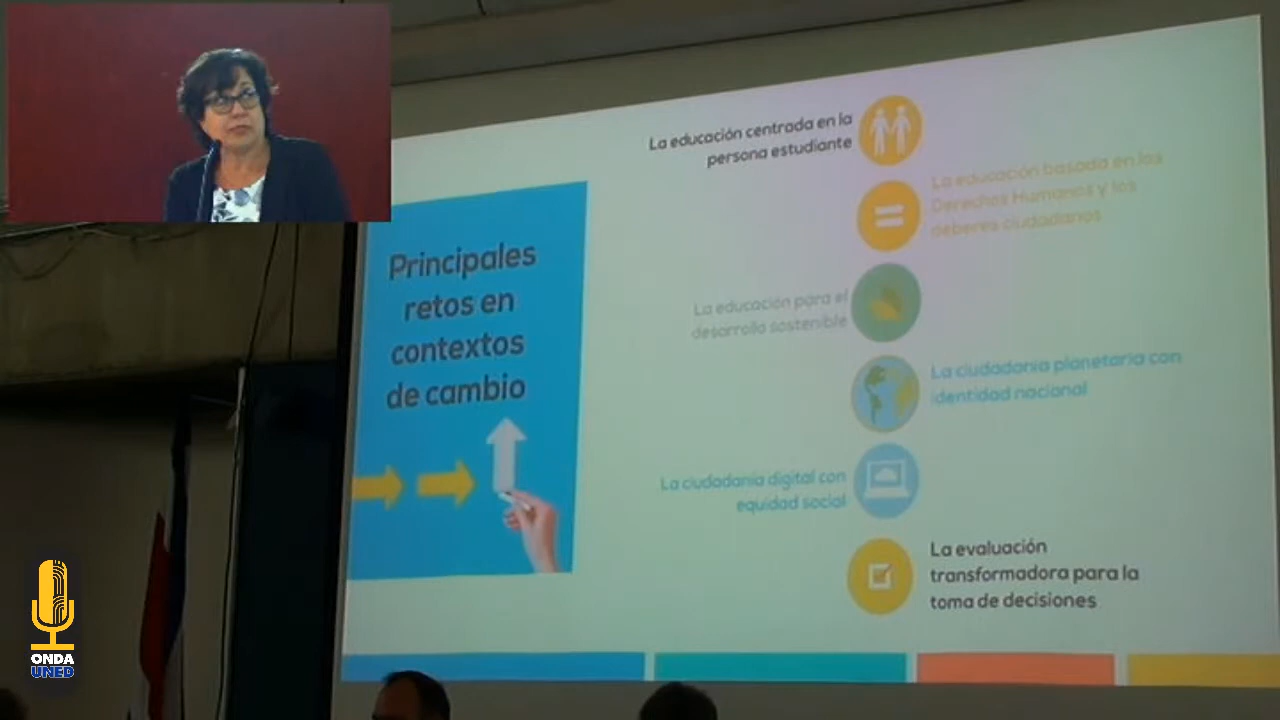 Principales
retos en
contextos
de cambio
La educación centrada en la
persona estudiante
La educación basada en los
Derechos Humanos y los
deberes ciudadanos
La educación para el
desarrollo sostenible
La ciudadanía planetaria con
identidad nacional
La ciudadanía digital con
equidad social
La evaluación
transformadora para la
toma de decisiones
ONDA
UNED